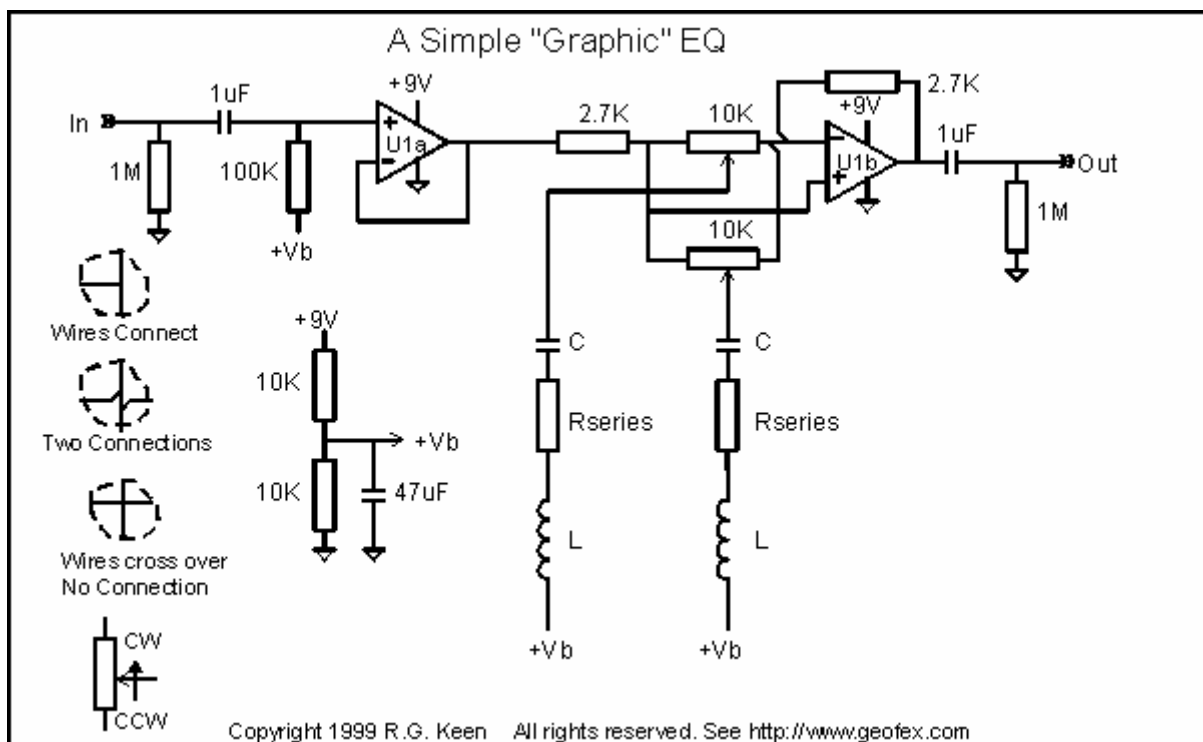 A Simple "Graphic" EQ
In
1uF
1M
100K
+Vb
+9V
+
-
U1a
2.7K
10K
2.7K
+9V
-
U1b
+
1uF
Out
1M
10K
Wires Connect
Two Connections
Wires cross over
No Connection
CW
CCW
+9V
10K
+Vb
10K
47uF
C
Rseries
L
+Vb
C
Rseries
L
+Vb
Copyright 1999 R.G. Keen All rights reserved. See http://www.geofex.com